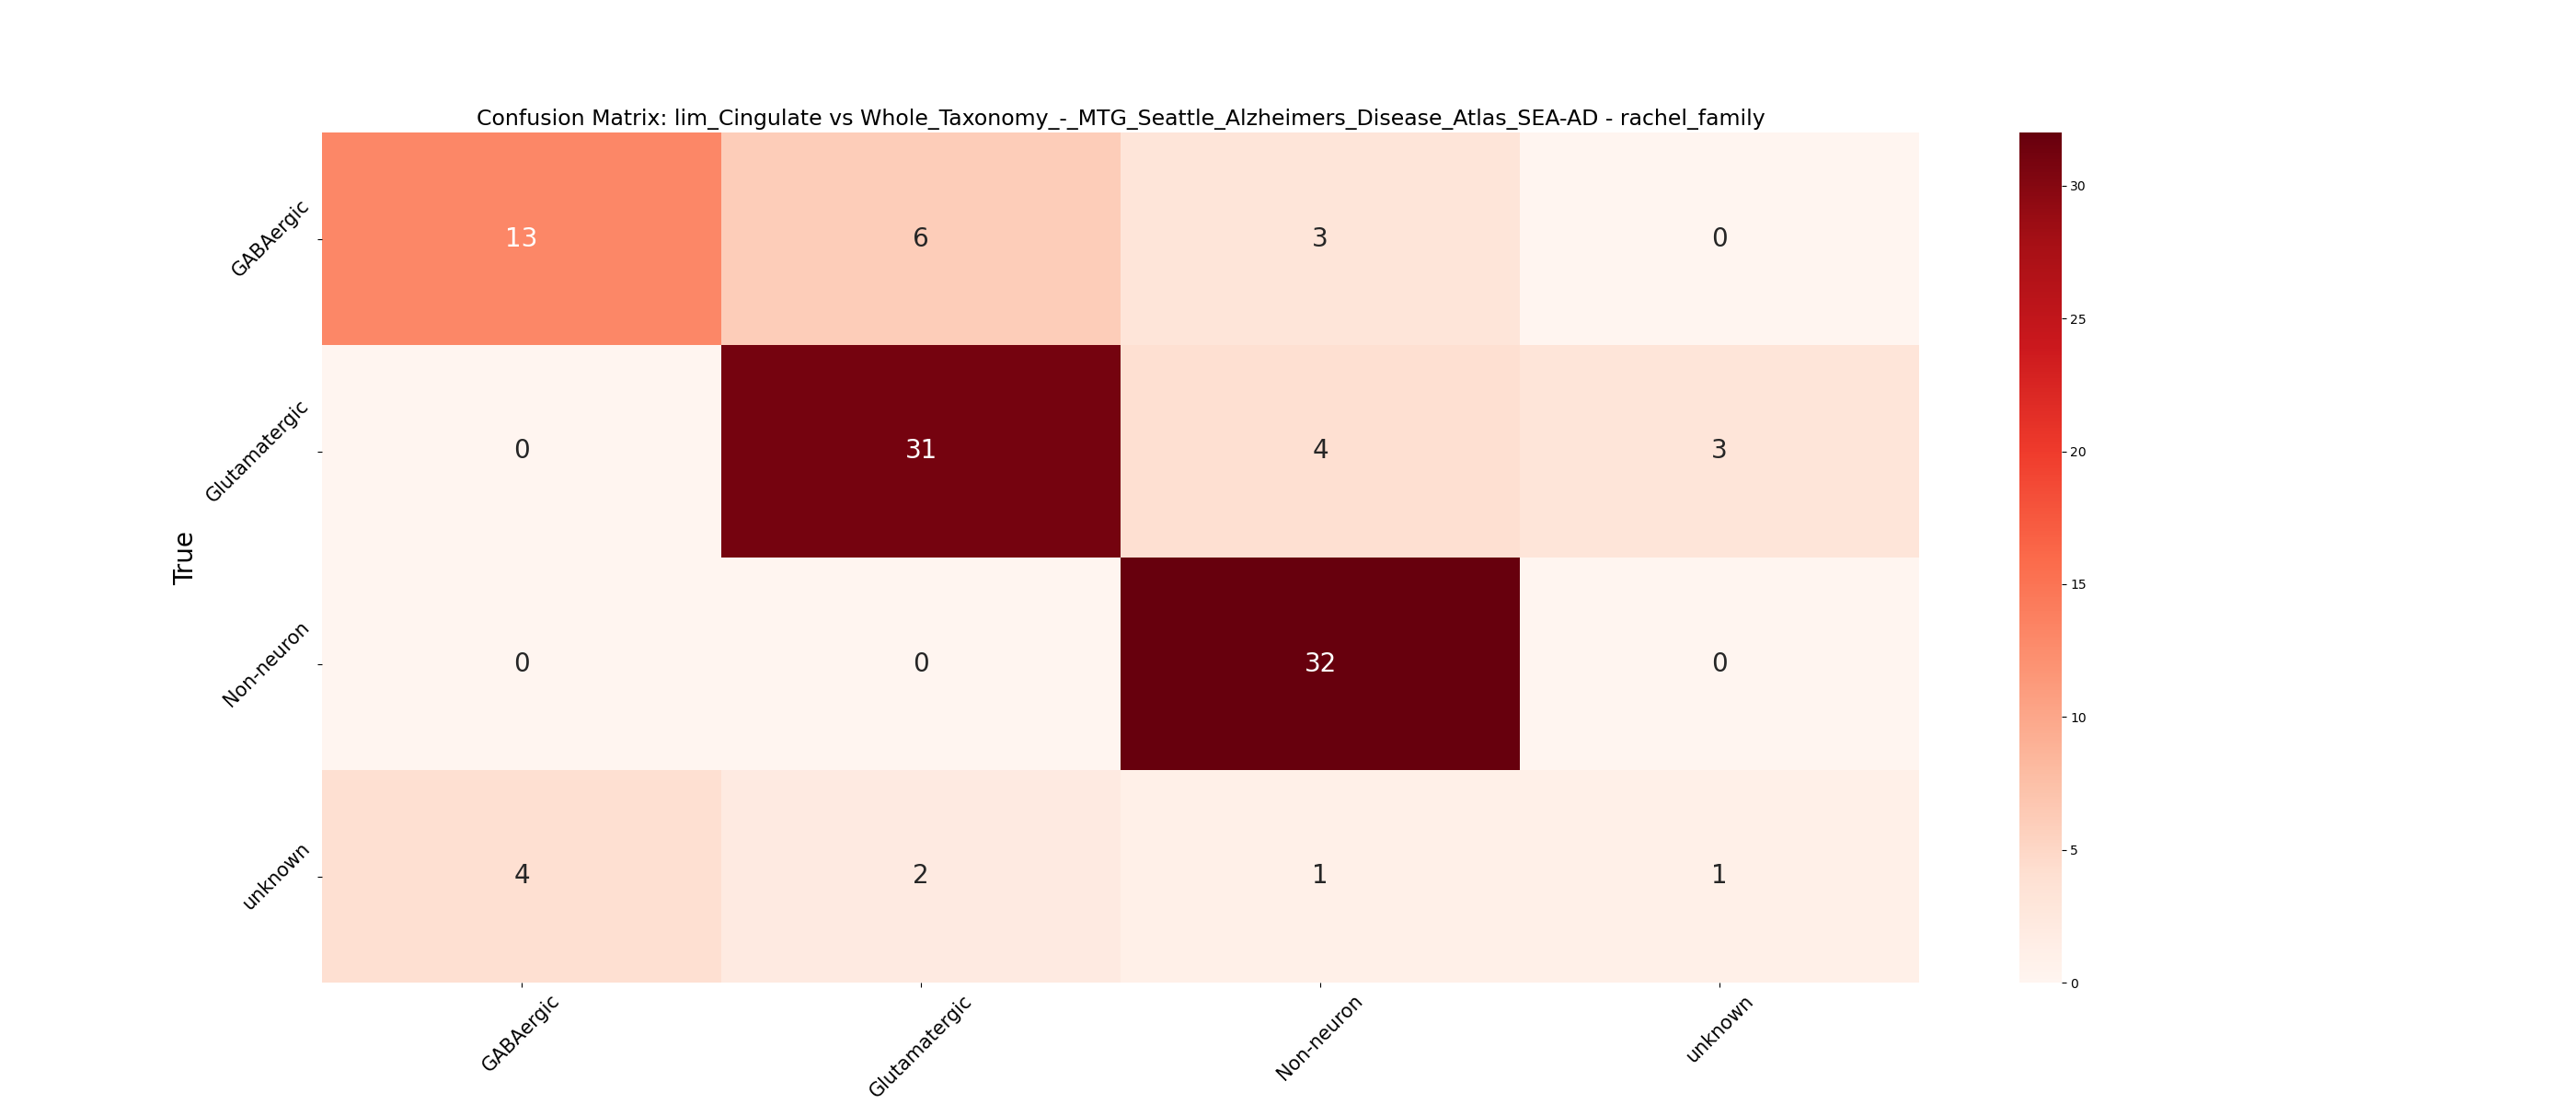 Confusion Matrix: lim_Cingulate vs Whole_Taxonomy_-_MTG_Seattle_Alzheimers_Disease_Atlas_SEA-AD - rachel_family
True
GABAergic 13 6 3 0
Glutamatergic 0 31 4 3
Non-neuron 0 0 32 0
unknown 4 2 1 1
GABAergic Glutamatergic Non-neuron unknown
30
25
20
15
10
5
0